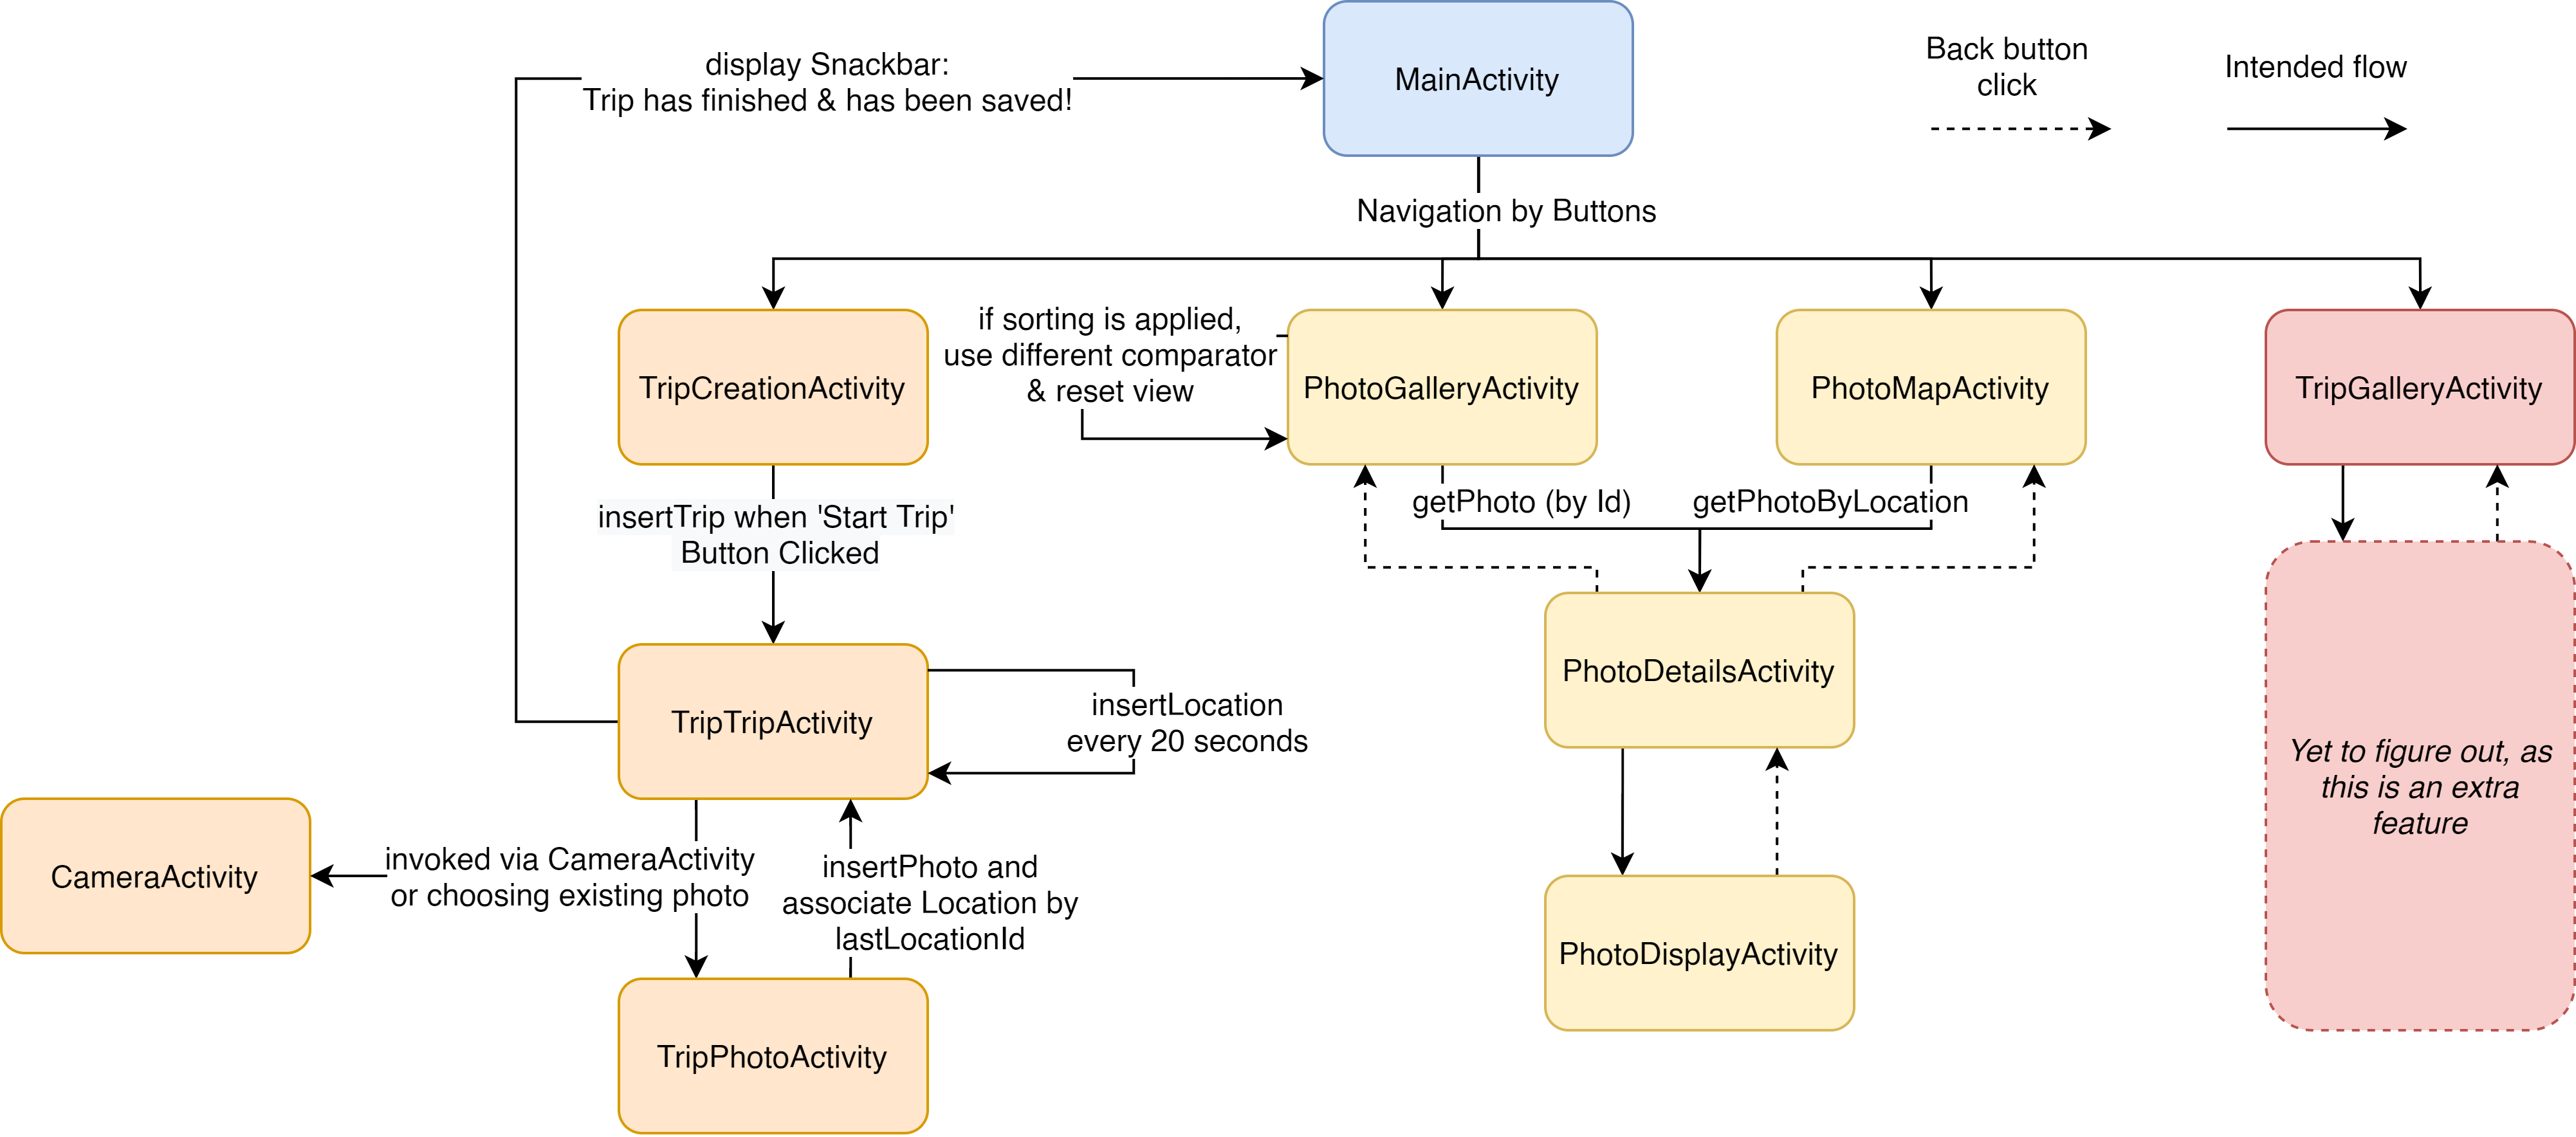 display Snackbar:
Trip has finished & has been saved!
MainActivity
Back button
click
Intended flow
Navigation by Buttons
TripCreationActivity
if sorting is applied,
use different comparator
& reset view
PhotoGalleryActivity
PhotoMapActivity
TripGalleryActivity
insertTrip when 'Start Trip'
Button Clicked
getPhoto (by Id)
getPhotoByLocation
TripTripActivity
insertLocation
every 20 seconds
PhotoDetailsActivity
Yet to figure out, as
this is an extra
feature
CameraActivity
invoked via CameraActivity
or choosing existing photo
insertPhoto and
associate Location by
lastLocationId
PhotoDisplayActivity
TripPhotoActivity